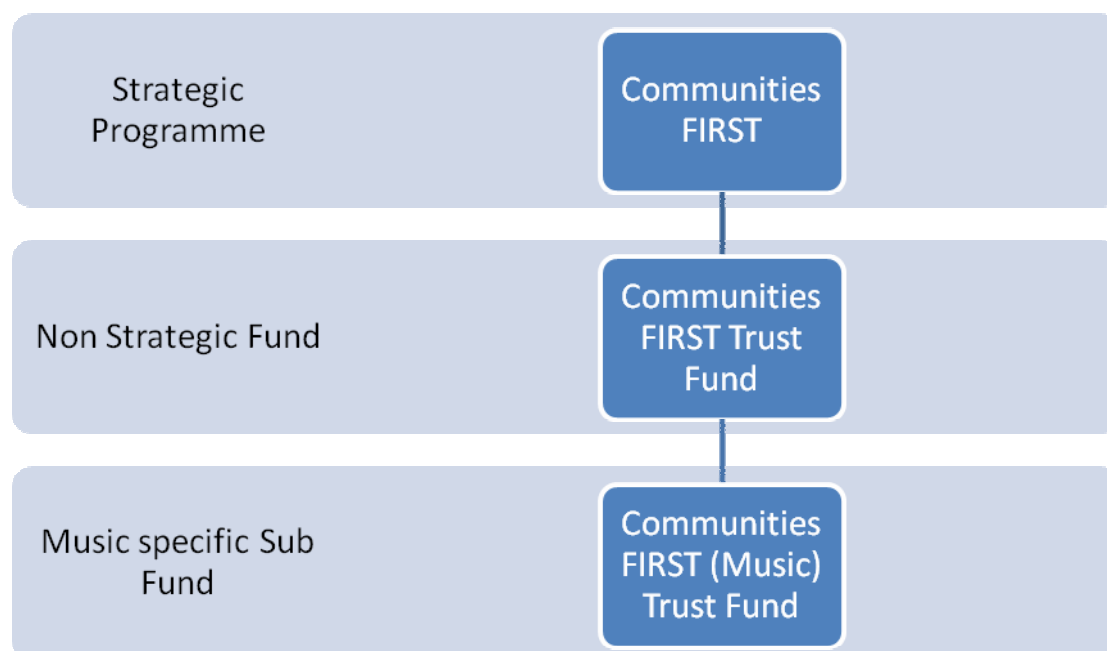 Strategic
Programme
Communities
FIRST
Non Strategic Fund
Communities
FIRST Trust
Fund
Music specific Sub
Fund
Communities
FIRST (Music)
Trust Fund